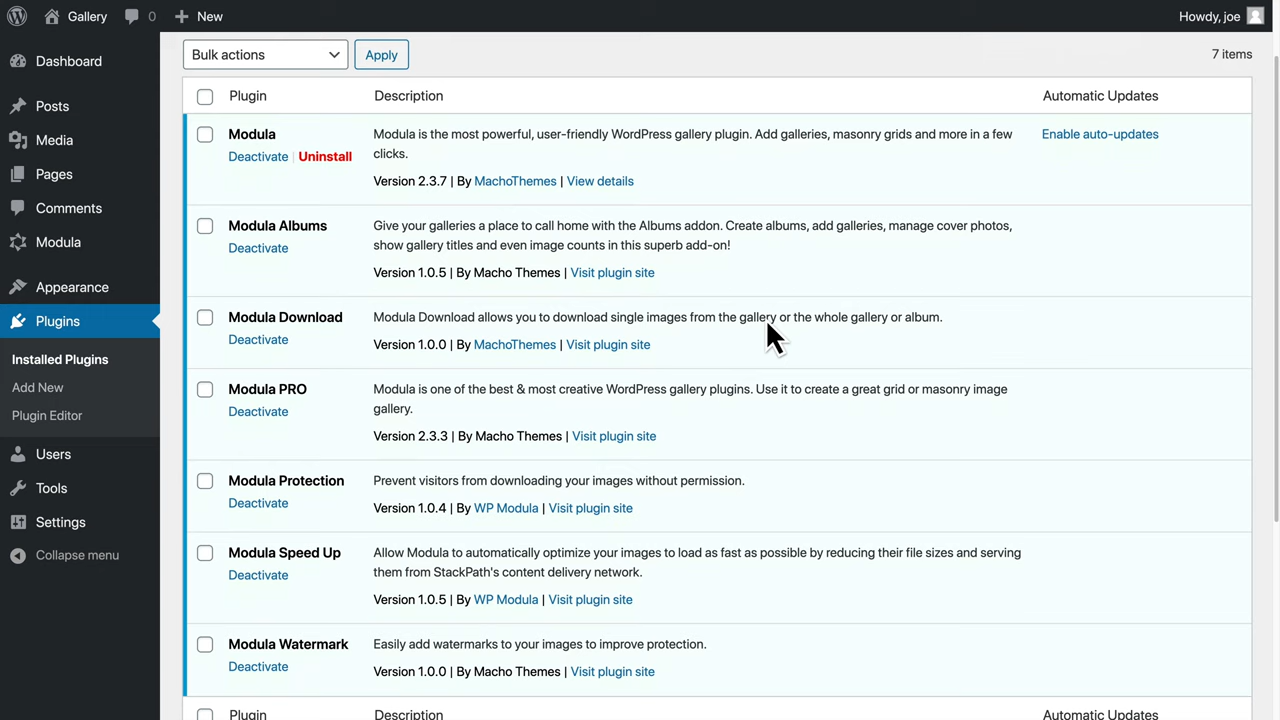 Gallery 0 New Howdy, joe
Dashboard
Posts
Media
Pages
Comments
Modula
Appearance
Plugins
Installed Plugins
Add New
Plugin Editor
Users
Tools
Settings
Collapse menu
Bulk actions Apply 7 items
Plugin Description Automatic Updates
Modula Modula is the most powerful, user-friendly WordPress gallery plugin. Add galleries, masonry grids and more in a few Enable auto-updates
Deactivate | Uninstall clicks.
Version 2.3.7 | By MachoThemes | View details
Modula Albums Give your galleries a place to call home with the Albums addon. Create albums, add galleries, manage cover photos,
Deactivate show gallery titles and even image counts in this superb add-on!
Version 1.0.5 | By Macho Themes | Visit plugin site
Modula Download Modula Download allows you to download single images from the gallery or the whole gallery or album.
Deactivate Version 1.0.0 | By MachoThemes | Visit plugin site
Modula PRO Modula is one of the best & most creative WordPress gallery plugins. Use it to create a great grid or masonry image
Deactivate gallery.
Version 2.3.3 | By Macho Themes | Visit plugin site
Modula Protection Prevent visitors from downloading your images without permission.
Deactivate Version 1.0.4 | By WP Modula | Visit plugin site
Modula Speed Up Allow Modula to automatically optimize your images to load as fast as possible by reducing their file sizes and serving
Deactivate them from StackPath's content delivery network.
Version 1.0.5 | By WP Modula | Visit plugin site
Modula Watermark Easily add watermarks to your images to improve protection.
Deactivate Version 1.0.0 | By Macho Themes | Visit plugin site
Plugin Description Automatic Updates